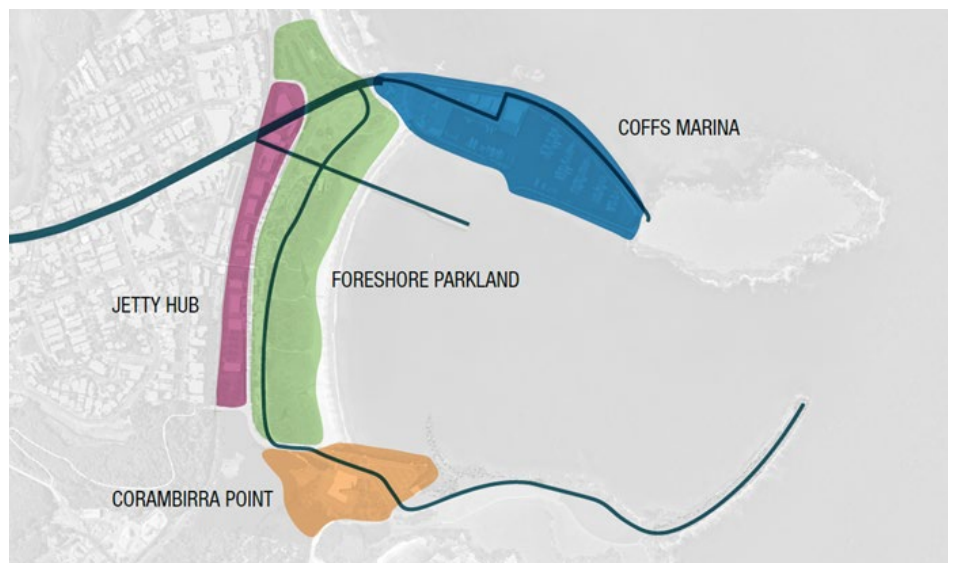 COFFS MARINA
FORESHORE PARKLAND
JETTY HUB
CORAMBIRRA POINT